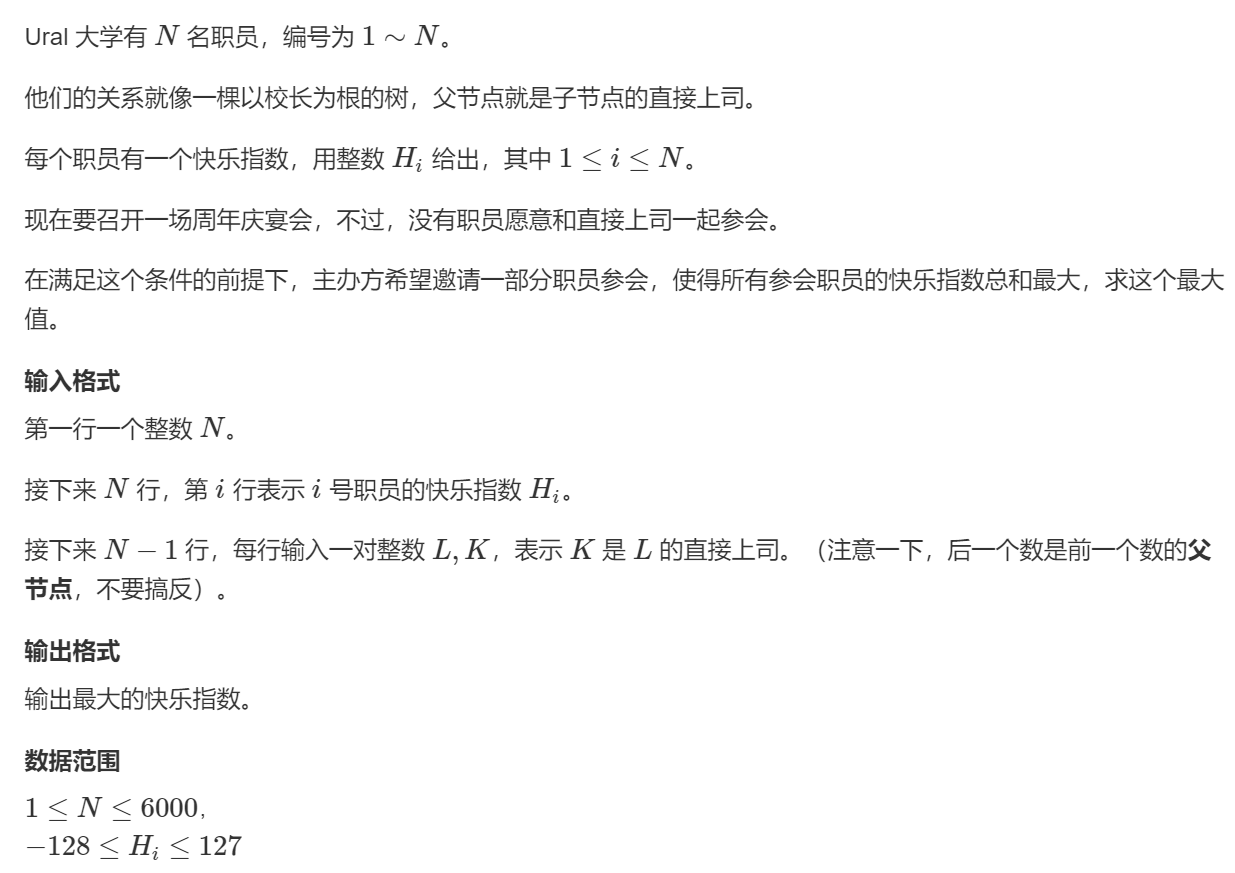 Ural 大学有 N 名职员，编号为 1 ∼ N。
他们的关系就像一棵以校长为根的树，父节点就是子节点的直接上司。
每个职员有一个快乐指数，用整数 H_i 给出，其中 1 ≤ i ≤ N。
现在要召开一场周年庆宴会，不过，没有职员愿意和直接上司一起参会。
在满足这个条件的前提下，主办方希望邀请一部分职员参会，使得所有参会职员的快乐指数总和最大，求这个最大
值。
输入格式
第一行一个整数 N。
接下来 N 行，第 i 行表示 i 号职员的快乐指数 H_i。
接下来 N − 1 行，每行输入一对整数 L, K，表示 K 是 L 的直接上司。（注意一下，后一个数是前一个数的父
节点，不要搞反）。
输出格式
输出最大的快乐指数。
数据范围
1 ≤ N ≤ 6000,
−128 ≤ H_i ≤ 127